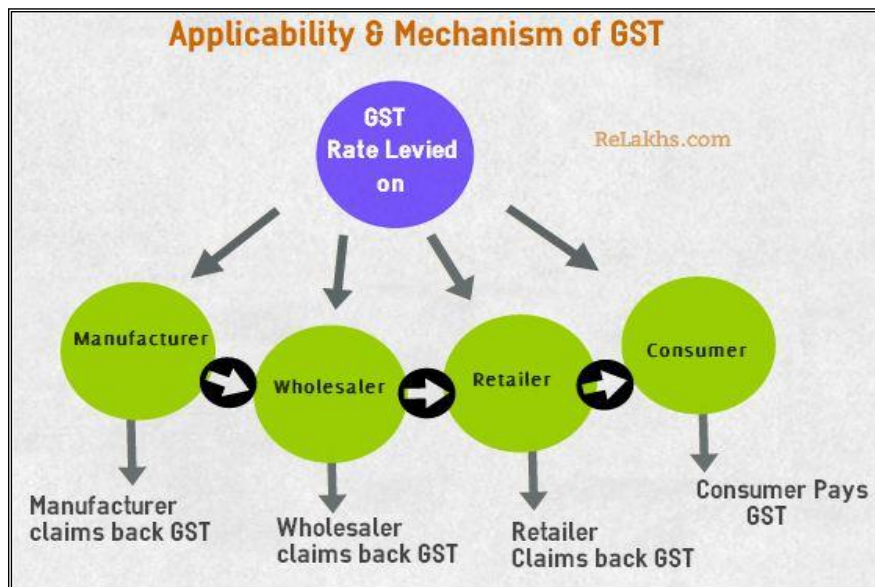 Applicability & Mechanism of GST
GST
Rate Levied
on
ReLakhs.com
Manufacturer
Wholesaler
Retailer
Consumer
Manufacturer
claims back GST
Wholesaler
claims back GST
Retailer
Claims back GST
Consumer Pays
GST